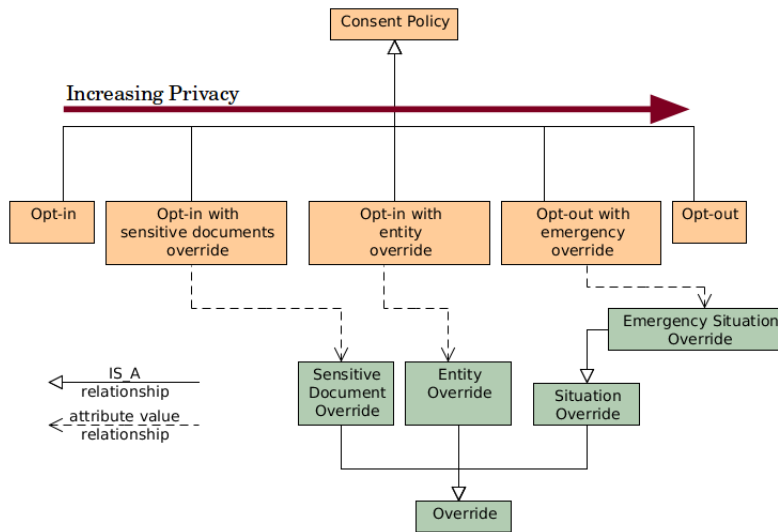 Consent Policy
Increasing Privacy
Opt-in
Opt-in with
sensitive documents
override
Opt-in with
entity
override
Opt-out with
emergency
override
Opt-out
Emergency Situation
Override
IS_A
relationship
attribute value
relationship
Sensitive
Document
Override
Entity
Override
Situation
Override
Override